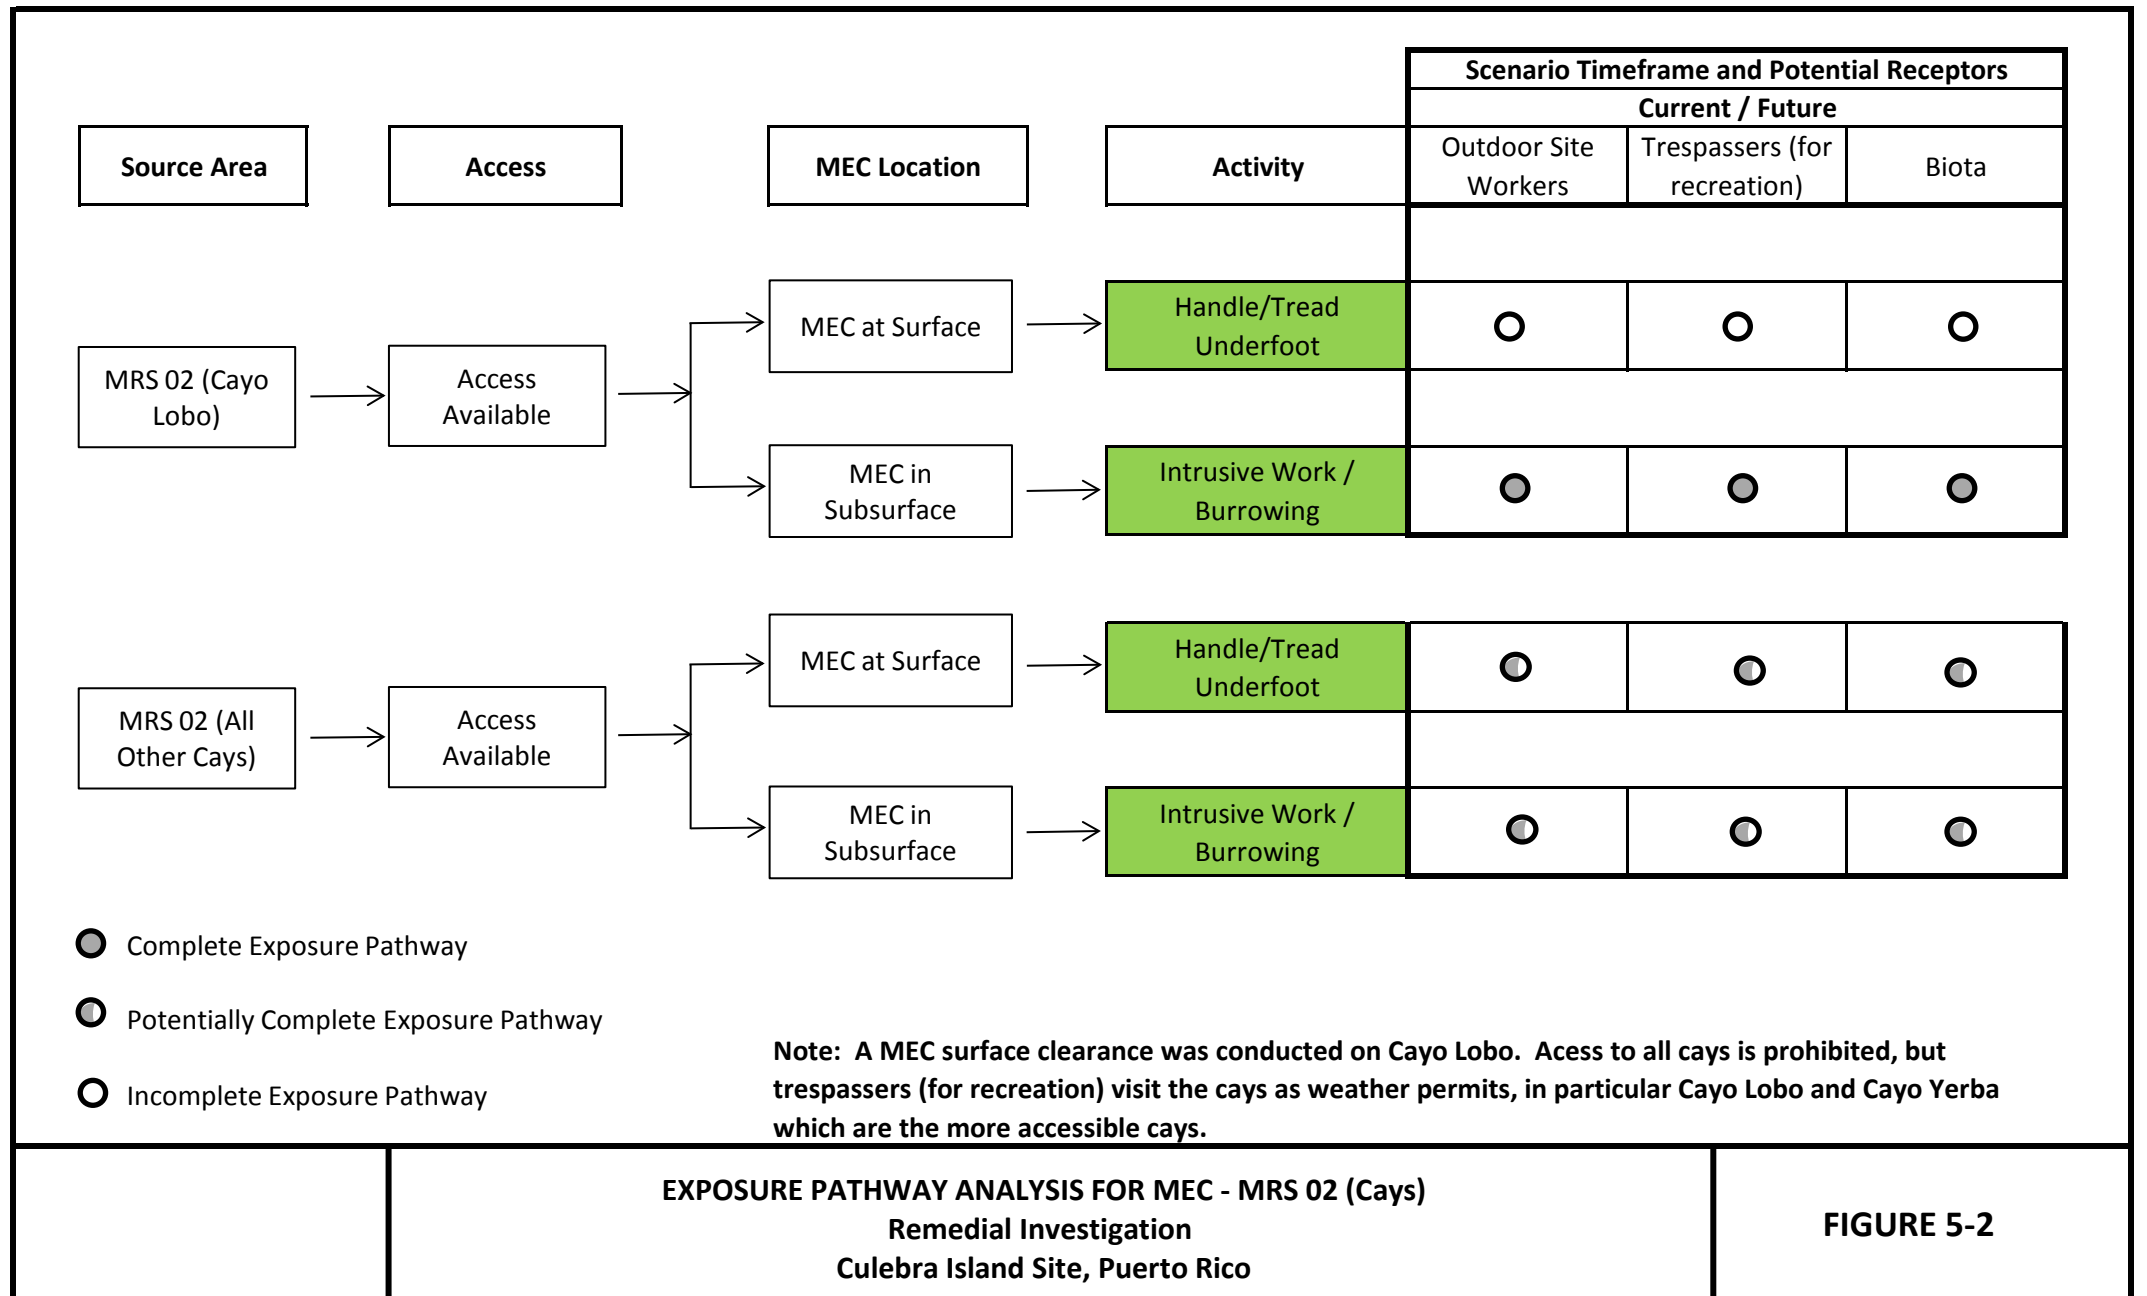 Scenario Timeframe and Potential Receptors
Current / Future
Source Area
Access
MEC Location
Activity
Outdoor Site
Workers
Trespassers (for
recreation)
Biota
MRS 02 (Cayo
Lobo)
Access
Available
MEC at Surface
Handle/Tread
Underfoot
MEC in
Subsurface
Intrusive Work /
Burrowing
MRS 02 (All
Other Cays)
Access
Available
MEC at Surface
Handle/Tread
Underfoot
MEC in
Subsurface
Intrusive Work /
Burrowing
Complete Exposure Pathway
Potentially Complete Exposure Pathway
Incomplete Exposure Pathway
Note:  A MEC surface clearance was conducted on Cayo Lobo.  Acess to all cays is prohibited, but
trespassers (for recreation) visit the cays as weather permits, in particular Cayo Lobo and Cayo Yerba
which are the more accessible cays.
EXPOSURE PATHWAY ANALYSIS FOR MEC - MRS 02 (Cays)
Remedial Investigation
Culebra Island Site, Puerto Rico
FIGURE 5-2